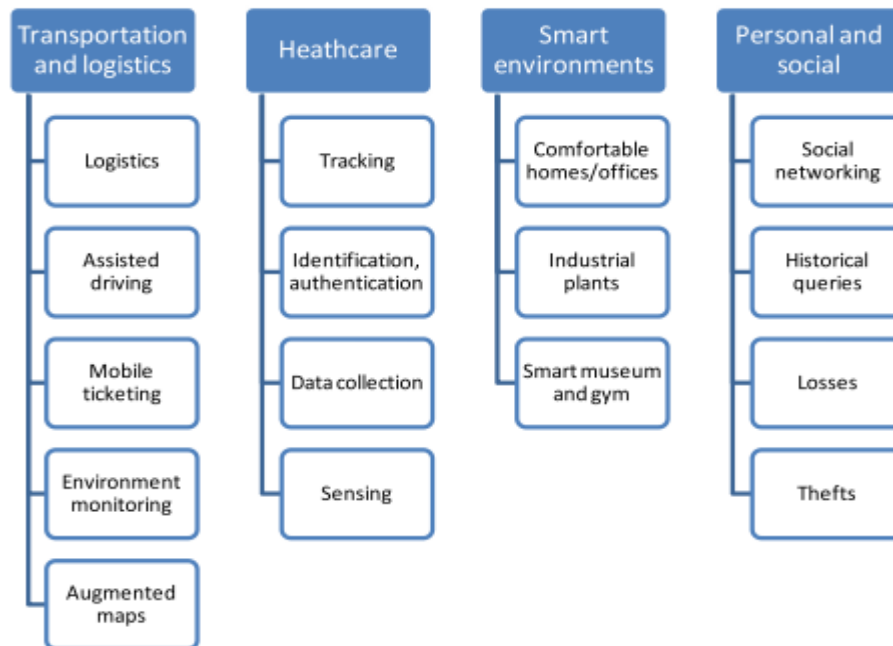 Transportation
and logistics
Logistics
Assisted
driving
Mobile
ticketing
Environment
monitoring
Augmented
maps
Heathcare
Tracking
Identification,
authentication
Data collection
Sensing
Smart
environments
Comfortable
homes/offices
Industrial
plants
Smart museum
and gym
Personal and
social
Social
networking
Historical
queries
Losses
Thefts